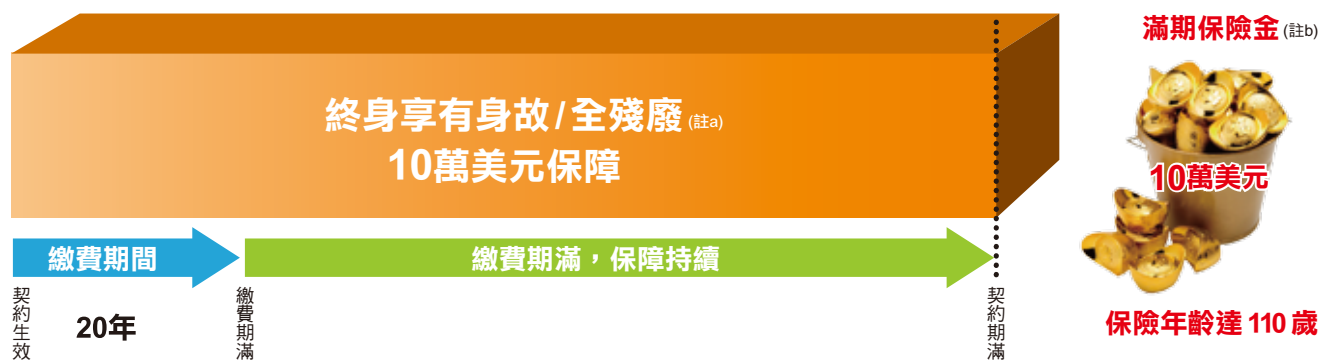 終身享有身故/全殘廢(註a)
10萬美元保障
滿期保險金(註b)
10萬美元
繳費期間
繳費期滿，保障持續
契約生效
20年
繳費期滿
契約期滿
保險年齡達110歲